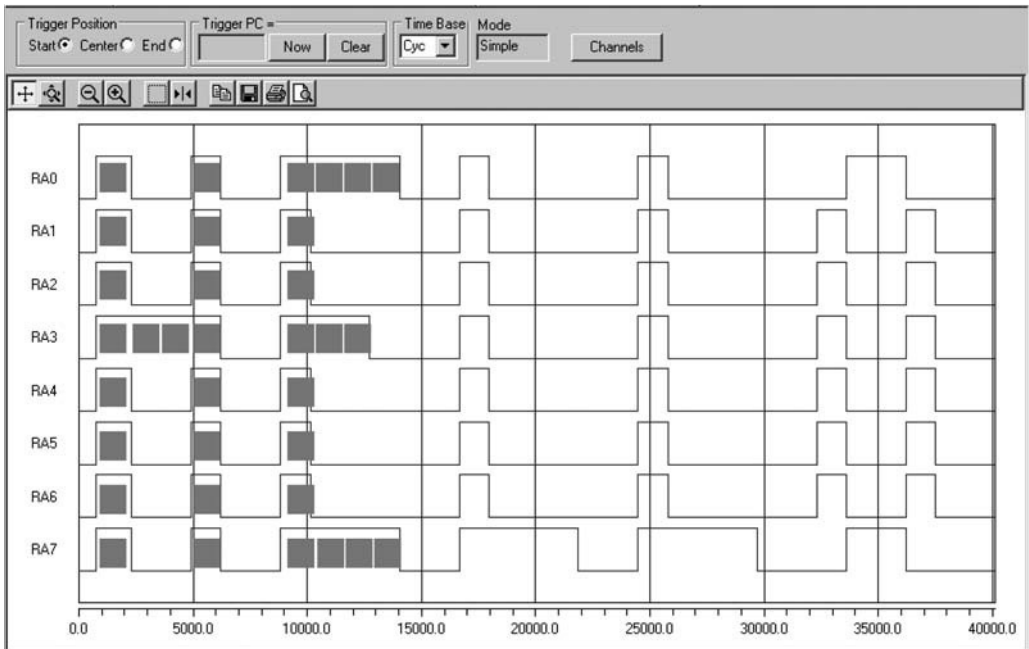 Trigger Position
Start Center End
Trigger PC =
Now Clear
Time Base
Cyc
Mode
Simple
Channels
RA0
RA1
RA2
RA3
RA4
RA5
RA6
RA7
0.0 5000.0 10000.0 15000.0 20000.0 25000.0 30000.0 35000.0 40000.0